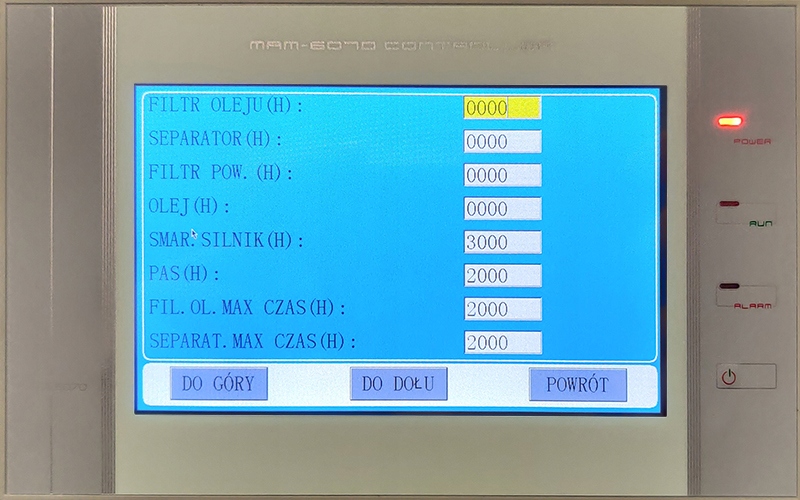 MAM-6070
FILTR OLEJU(H): 0000
SEPARATOR(H): 0000
FILTR POW.(H): 0000
OLEJ(H): 0000
SMAR.SILNIK(H): 3000
PAS(H): 2000
FIL.OL.MAX CZAS(H): 2000
SEPARAT.MAX CZAS(H): 2000
DO GÓRY DO DOŁU POWRÓT
POWER
RUN
ALARM